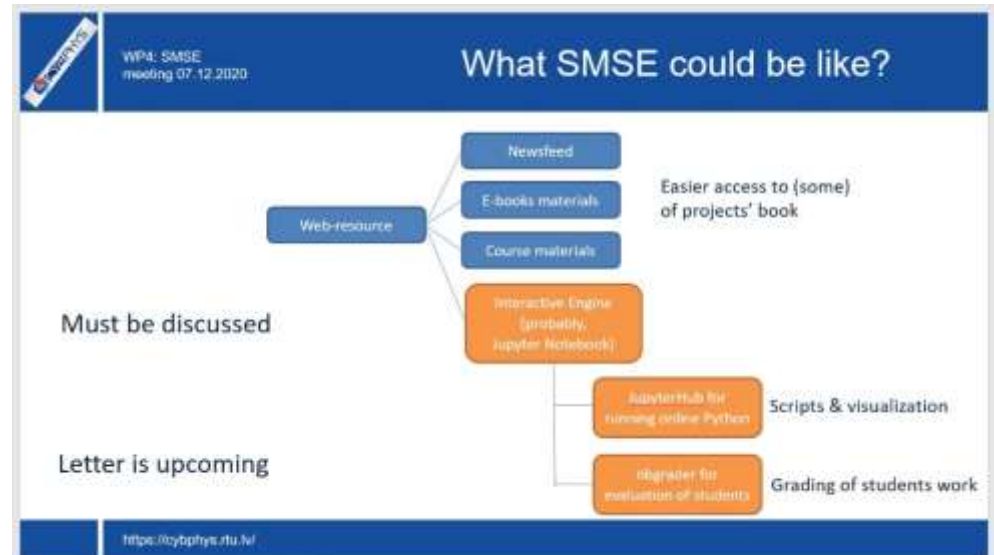 WP4: SMSE
meeting 07.12.2020
What SMSE could be like?
Newsfeed
E-books materials
Course materials
Web-resource
Easier access to (some)
of projects' book
Interactive Engine
(probably,
Jupyter Notebook)
Must be discussed
JupyterHub for
running online Python
Scripts & visualization
Letter is upcoming
nbgrader for
evaluation of students
Grading of students work
https://cybphys.rtu.lv/